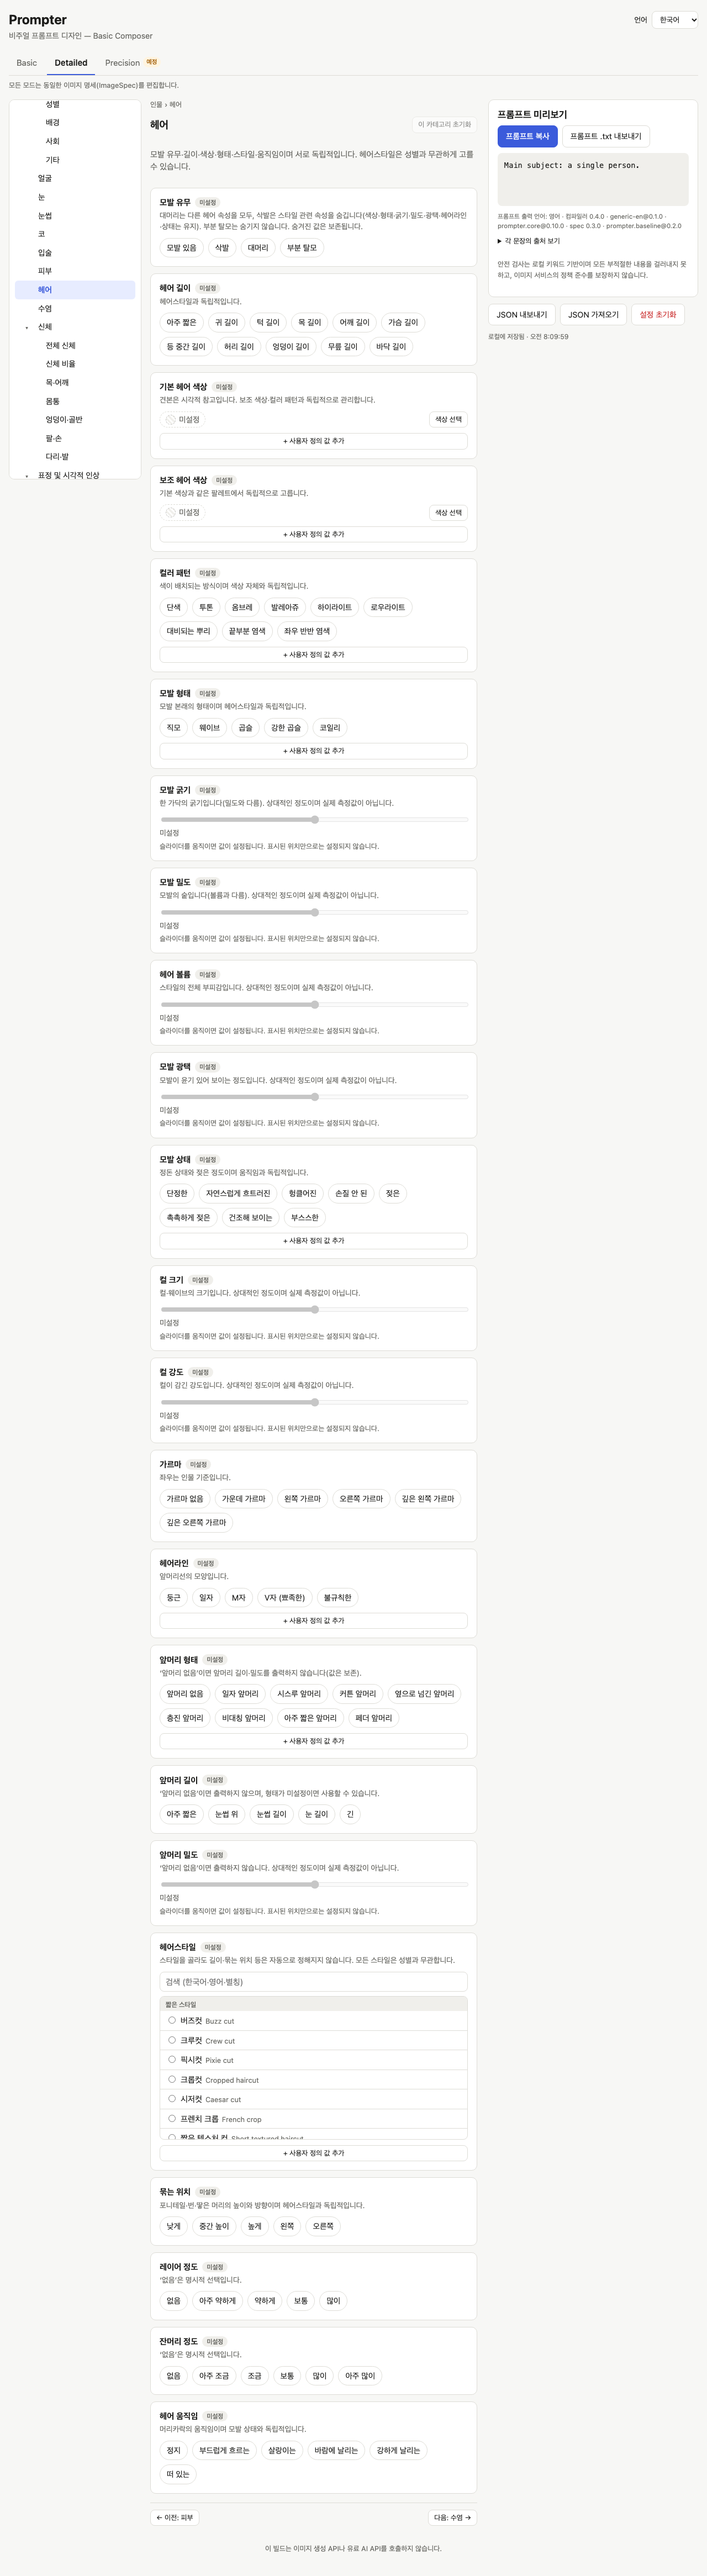 Prompter
비주얼 프롬프트 디자인 — Basic Composer
언어 한국어
Basic Detailed Precision 예정
모든 모드는 동일한 이미지 명세(ImageSpec)를 편집합니다.
성별
배경
사회
기타
얼굴
눈
눈썹
코
입술
피부
헤어
수염
신체
전체 신체
신체 비율
목·어깨
몸통
엉덩이·골반
팔·손
다리·발
표정 및 시각적 인상
인물 › 헤어
헤어
이 카테고리 초기화
모발 유무·길이·색상·형태·스타일·움직임이며 서로 독립적입니다. 헤어스타일은 성별과 무관하게 고를
수 있습니다.
모발 유무 미설정
대머리는 다른 헤어 속성을 모두, 삭발은 스타일 관련 속성을 숨깁니다(색상·형태·굵기·밀도·광택·헤어라인
·상태는 유지). 부분 탈모는 숨기지 않습니다. 숨겨진 값은 보존됩니다.
모발 있음 삭발 대머리 부분 탈모
헤어 길이 미설정
헤어스타일과 독립적입니다.
아주 짧은 귀 길이 턱 길이 목 길이 어깨 길이 가슴 길이
등 중간 길이 허리 길이 엉덩이 길이 무릎 길이 바닥 길이
기본 헤어 색상 미설정
견본은 시각적 참고입니다. 보조 색상·컬러 패턴과 독립적으로 관리합니다.
미설정 색상 선택
+ 사용자 정의 값 추가
보조 헤어 색상 미설정
기본 색상과 같은 팔레트에서 독립적으로 고릅니다.
미설정 색상 선택
+ 사용자 정의 값 추가
컬러 패턴 미설정
색이 배치되는 방식이며 색상 자체와 독립적입니다.
단색 투톤 옴브레 발레아쥬 하이라이트 로우라이트
대비되는 뿌리 끝부분 염색 좌우 반반 염색
+ 사용자 정의 값 추가
모발 형태 미설정
모발 본래의 형태이며 헤어스타일과 독립적입니다.
직모 웨이브 곱슬 강한 곱슬 코일리
+ 사용자 정의 값 추가
모발 굵기 미설정
한 가닥의 굵기입니다(밀도와 다름). 상대적인 정도이며 실제 측정값이 아닙니다.
미설정
슬라이더를 움직이면 값이 설정됩니다. 표시된 위치만으로는 설정되지 않습니다.
모발 밀도 미설정
모발의 숱입니다(볼륨과 다름). 상대적인 정도이며 실제 측정값이 아닙니다.
미설정
슬라이더를 움직이면 값이 설정됩니다. 표시된 위치만으로는 설정되지 않습니다.
헤어 볼륨 미설정
스타일의 전체 부피감입니다. 상대적인 정도이며 실제 측정값이 아닙니다.
미설정
슬라이더를 움직이면 값이 설정됩니다. 표시된 위치만으로는 설정되지 않습니다.
모발 광택 미설정
모발이 윤기 있어 보이는 정도입니다. 상대적인 정도이며 실제 측정값이 아닙니다.
미설정
슬라이더를 움직이면 값이 설정됩니다. 표시된 위치만으로는 설정되지 않습니다.
모발 상태 미설정
정돈 상태와 젖은 정도이며 움직임과 독립적입니다.
단정한 자연스럽게 흐트러진 헝클어진 손질 안 된 젖은
촉촉하게 젖은 건조해 보이는 부스스한
+ 사용자 정의 값 추가
컬 크기 미설정
컬·웨이브의 크기입니다. 상대적인 정도이며 실제 측정값이 아닙니다.
미설정
슬라이더를 움직이면 값이 설정됩니다. 표시된 위치만으로는 설정되지 않습니다.
컬 강도 미설정
컬이 감긴 강도입니다. 상대적인 정도이며 실제 측정값이 아닙니다.
미설정
슬라이더를 움직이면 값이 설정됩니다. 표시된 위치만으로는 설정되지 않습니다.
가르마 미설정
좌우는 인물 기준입니다.
가르마 없음 가운데 가르마 왼쪽 가르마 오른쪽 가르마 깊은 왼쪽 가르마
깊은 오른쪽 가르마
헤어라인 미설정
앞머리선의 모양입니다.
둥근 일자 M자 V자 (뾰족한) 불규칙한
+ 사용자 정의 값 추가
앞머리 형태 미설정
‘앞머리 없음’이면 앞머리 길이·밀도를 출력하지 않습니다(값은 보존).
앞머리 없음 일자 앞머리 시스루 앞머리 커튼 앞머리 옆으로 넘긴 앞머리
층진 앞머리 비대칭 앞머리 아주 짧은 앞머리 페더 앞머리
+ 사용자 정의 값 추가
앞머리 길이 미설정
‘앞머리 없음’이면 출력하지 않으며, 형태가 미설정이면 사용할 수 있습니다.
아주 짧은 눈썹 위 눈썹 길이 눈 길이 긴
앞머리 밀도 미설정
‘앞머리 없음’이면 출력하지 않습니다. 상대적인 정도이며 실제 측정값이 아닙니다.
미설정
슬라이더를 움직이면 값이 설정됩니다. 표시된 위치만으로는 설정되지 않습니다.
헤어스타일 미설정
스타일을 골라도 길이·묶는 위치 등은 자동으로 정해지지 않습니다. 모든 스타일은 성별과 무관합니다.
검색 (한국어·영어·별칭)
짧은 스타일
버즈컷 Buzz cut
크루컷 Crew cut
픽시컷 Pixie cut
크롭컷 Cropped haircut
시저컷 Caesar cut
프렌치 크롭 French crop
짧은 텍스처 컷 Short textured haircut
+ 사용자 정의 값 추가
묶는 위치 미설정
포니테일·번·땋은 머리의 높이와 방향이며 헤어스타일과 독립적입니다.
낮게 중간 높이 높게 왼쪽 오른쪽
레이어 정도 미설정
‘없음’은 명시적 선택입니다.
없음 아주 약하게 약하게 보통 많이
잔머리 정도 미설정
‘없음’은 명시적 선택입니다.
없음 아주 조금 조금 보통 많이 아주 많이
헤어 움직임 미설정
머리카락의 움직임이며 모발 상태와 독립적입니다.
정지 부드럽게 흐르는 살랑이는 바람에 날리는 강하게 날리는
떠 있는
← 이전: 피부 다음: 수염 →
프롬프트 미리보기
프롬프트 복사 프롬프트 .txt 내보내기
Main subject: a single person.
프롬프트 출력 언어: 영어 · 컴파일러 0.4.0 · generic-en@0.1.0 ·
prompter.core@0.10.0 · spec 0.3.0 · prompter.baseline@0.2.0
각 문장의 출처 보기
안전 검사는 로컬 키워드 기반이며 모든 부적절한 내용을 걸러내지 못
하고, 이미지 서비스의 정책 준수를 보장하지 않습니다.
JSON 내보내기 JSON 가져오기 설정 초기화
로컬에 저장됨 · 오전 8:09:59
이 빌드는 이미지 생성 API나 유료 AI API를 호출하지 않습니다.